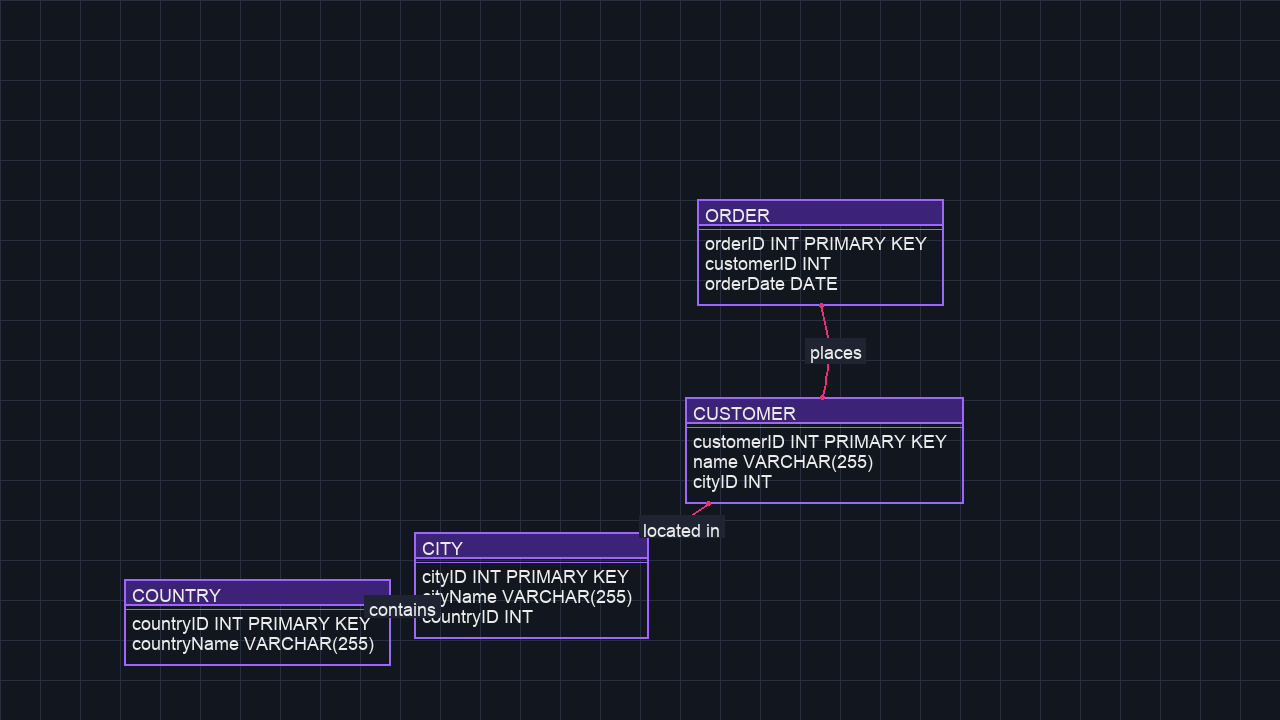 ORDER
orderID INT PRIMARY KEY
customerID INT
orderDate DATE
places
CUSTOMER
customerID INT PRIMARY KEY
name VARCHAR(255)
cityID INT
located in
CITY
cityID INT PRIMARY KEY
cityName VARCHAR(255)
countryID INT
contains
COUNTRY
countryID INT PRIMARY KEY
countryName VARCHAR(255)